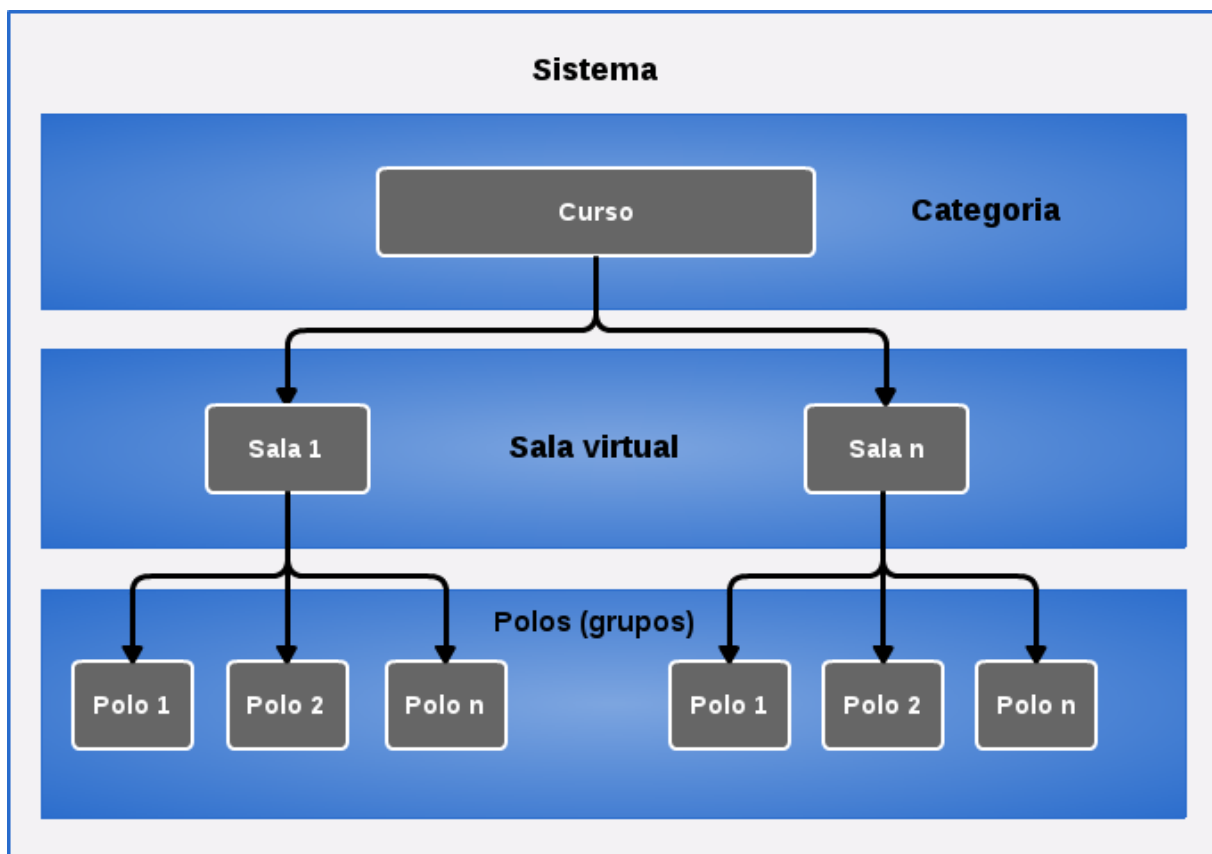 Sistema
Curso
Categoria
Sala 1
Sala virtual
Sala n
Polos (grupos)
Polo 1
Polo 2
Polo n
Polo 1
Polo 2
Polo n